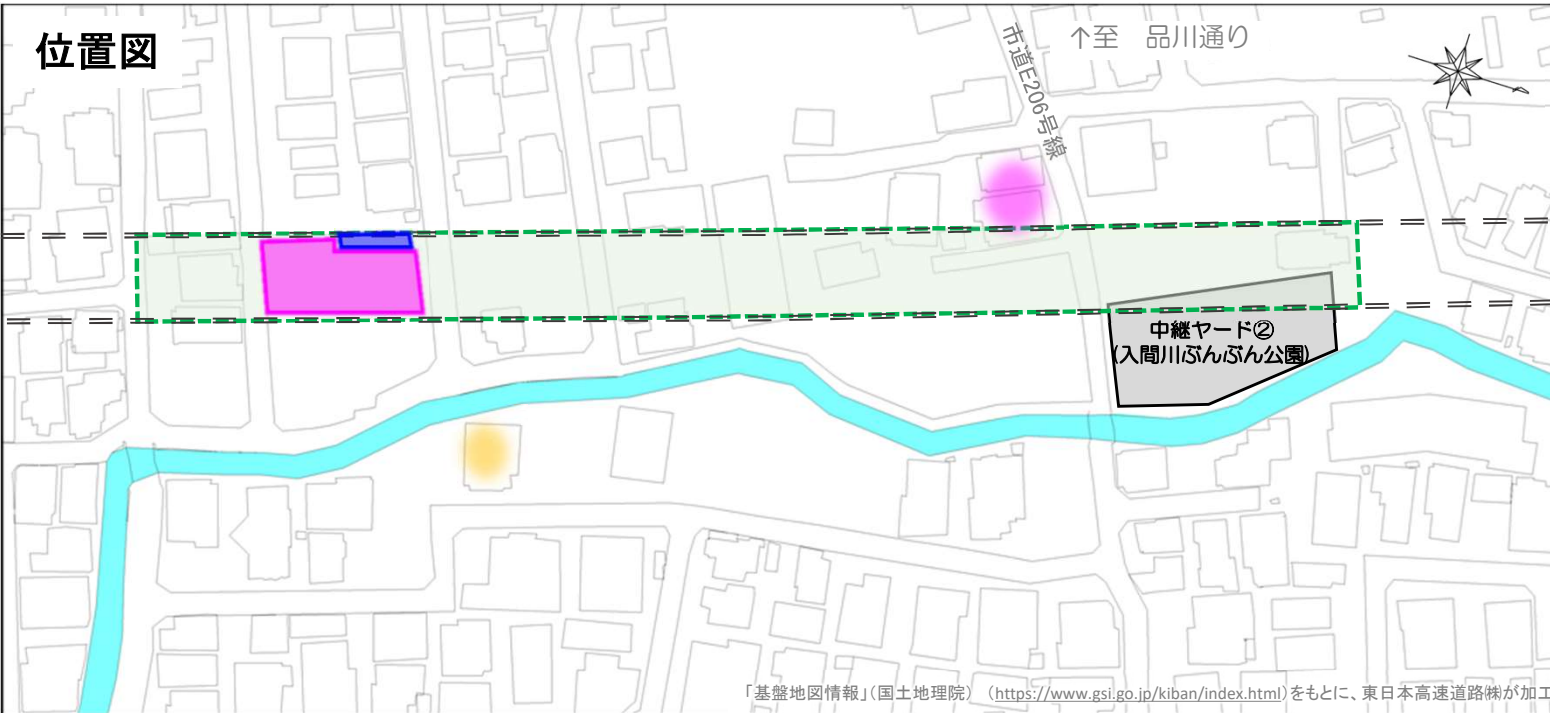 位置図
↑至　品川通り
市道E206号線
中継ヤード②
(入間川ぶんぶん公園)
「基盤地図情報」（国土地理院）（https://www.gsi.go.jp/kiban/index.html）をもとに、東日本高速道路㈱が加工